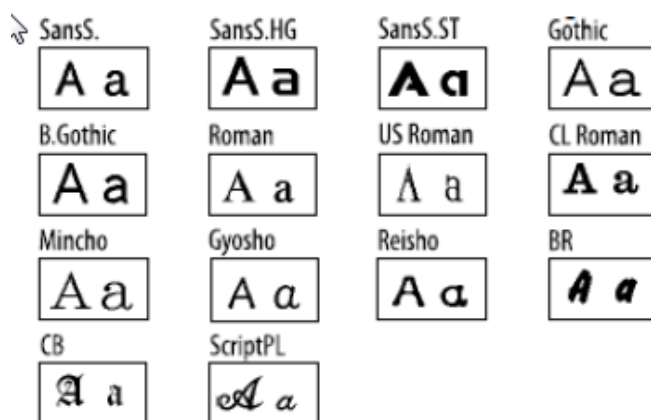 SansS. SansS.HG SansS.ST Gothic
A a A a A a A a
B.Gothic Roman US Roman CL Roman
A a A a A a A a
Mincho Gyosho Reisho BR
A a A a A a A a
CB ScriptPL
A a A a